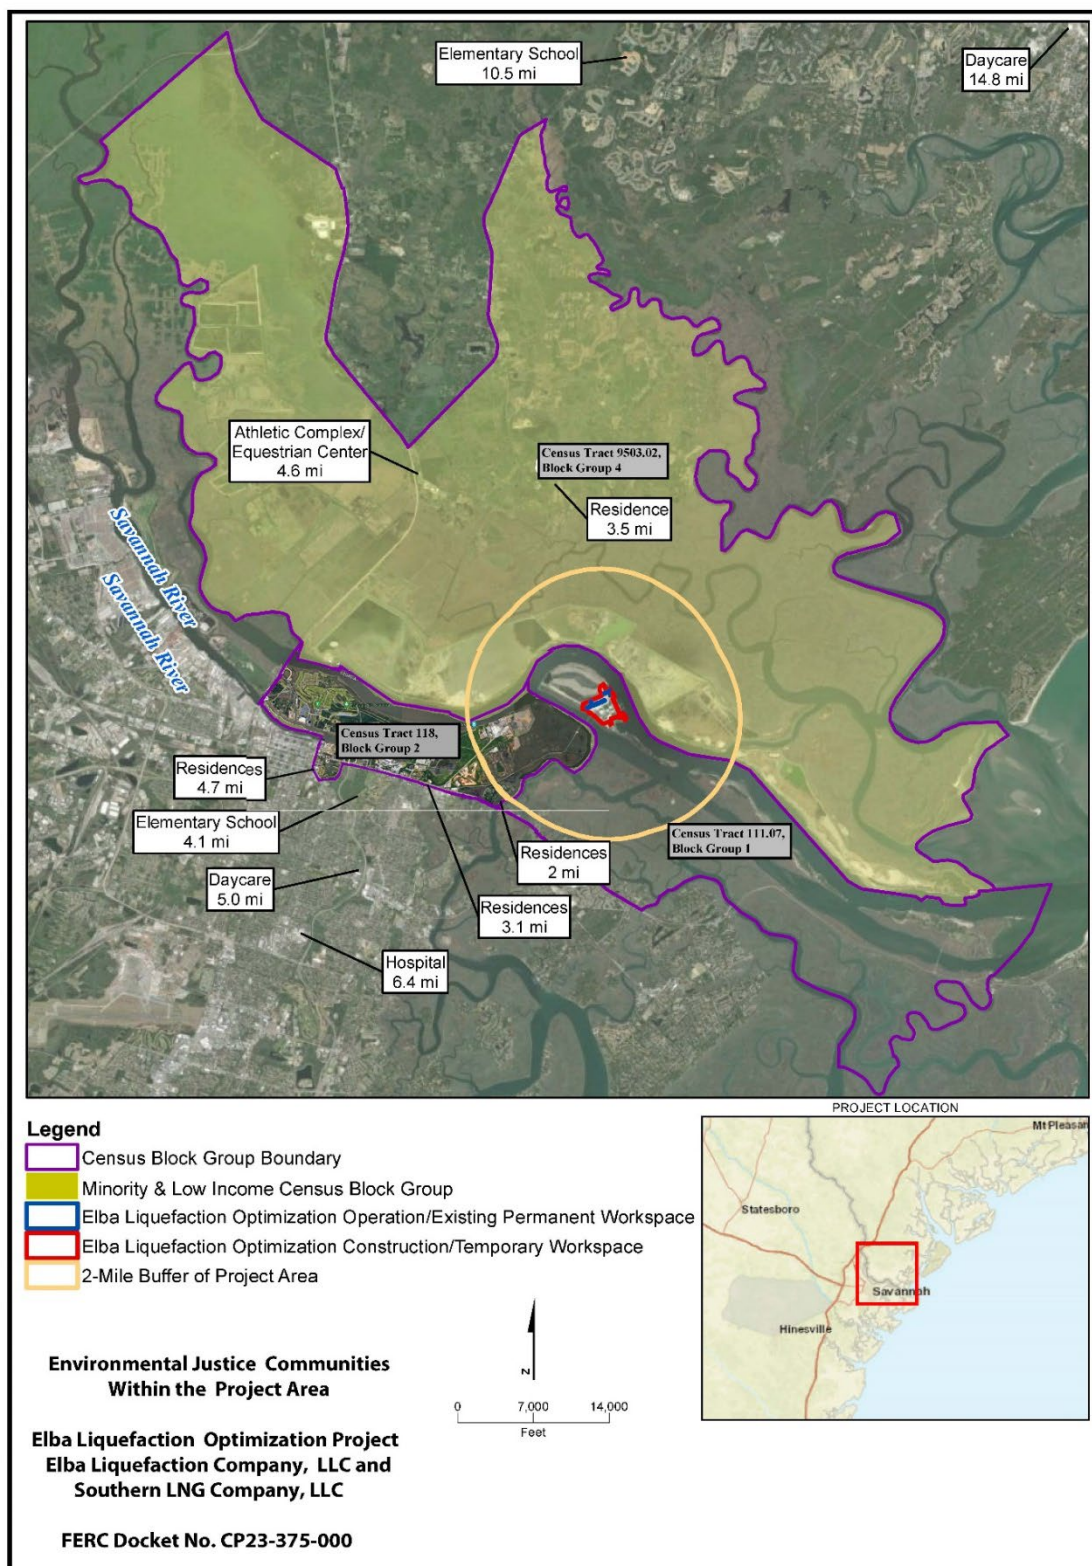 Elementary School
10.5 mi
Daycare
14.8 mi
Athletic Complex/
Equestrian Center
4.6 mi
Census Tract 9503.02,
Block Group 4
Residence
3.5 mi
Savannah River
Savannah River
Census Tract 118,
Block Group 2
Residences
4.7 mi
Elementary School
4.1 mi
Census Tract 111.07,
Block Group 1
Residences
2 mi
Daycare
5.0 mi
Residences
3.1 mi
Hospital
6.4 mi
Legend
Census Block Group Boundary
Minority & Low Income Census Block Group
Elba Liquefaction Optimization Operation/Existing Permanent Workspace
Elba Liquefaction Optimization Construction/Temporary Workspace
2-Mile Buffer of Project Area
PROJECT LOCATION
Mt Pleasan
Statesboro
Savannah
Hinesville
Environmental Justice Communities
Within the Project Area
Elba Liquefaction Optimization Project
Elba Liquefaction Company, LLC and
Southern LNG Company, LLC
FERC Docket No. CP23-375-000
N
0 7,000 14,000
Feet